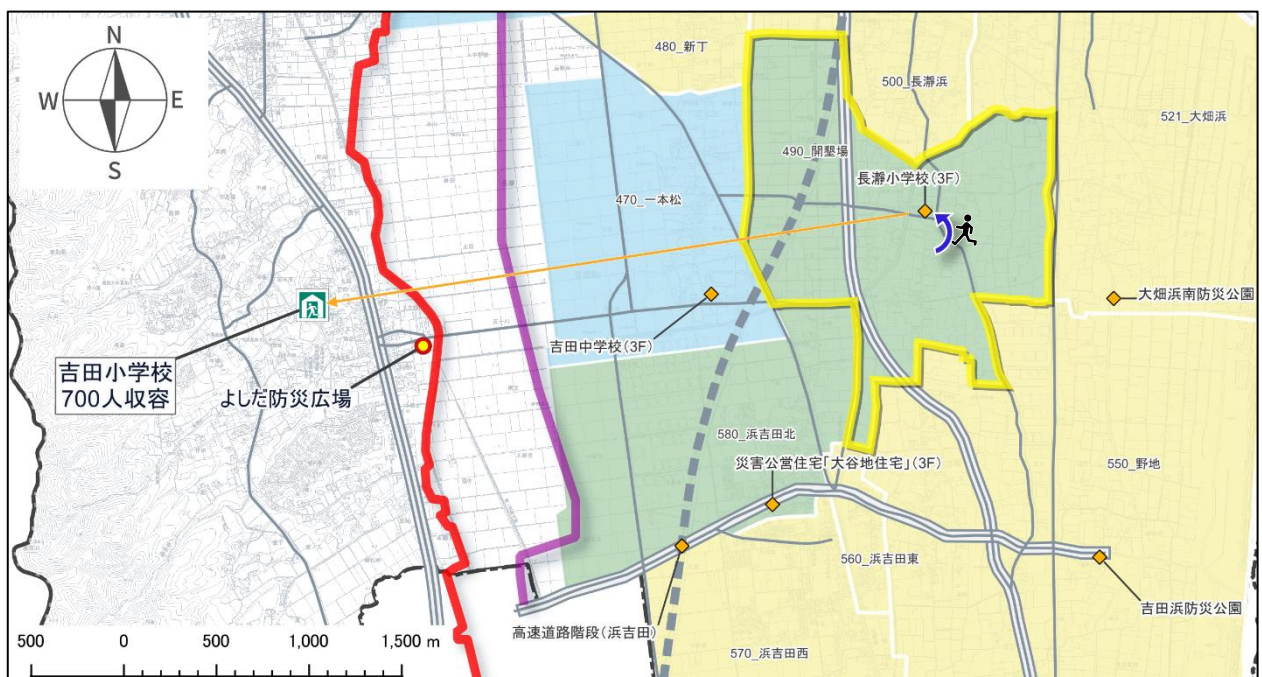 N
W E
S
480_新丁
500_長瀞浜
521_大畑浜
490_開墾場
長瀞小学校(3F)
470_一本松
大畑浜南防災公園
吉田中学校(3F)
吉田小学校
700人収容
よしだ防災広場
580_浜吉田北
災害公営住宅「大谷地住宅」(3F)
550_野地
560_浜吉田東
吉田浜防災公園
高速道路階段(浜吉田)
570_浜吉田西
500 0 500 1,000 1,500 m